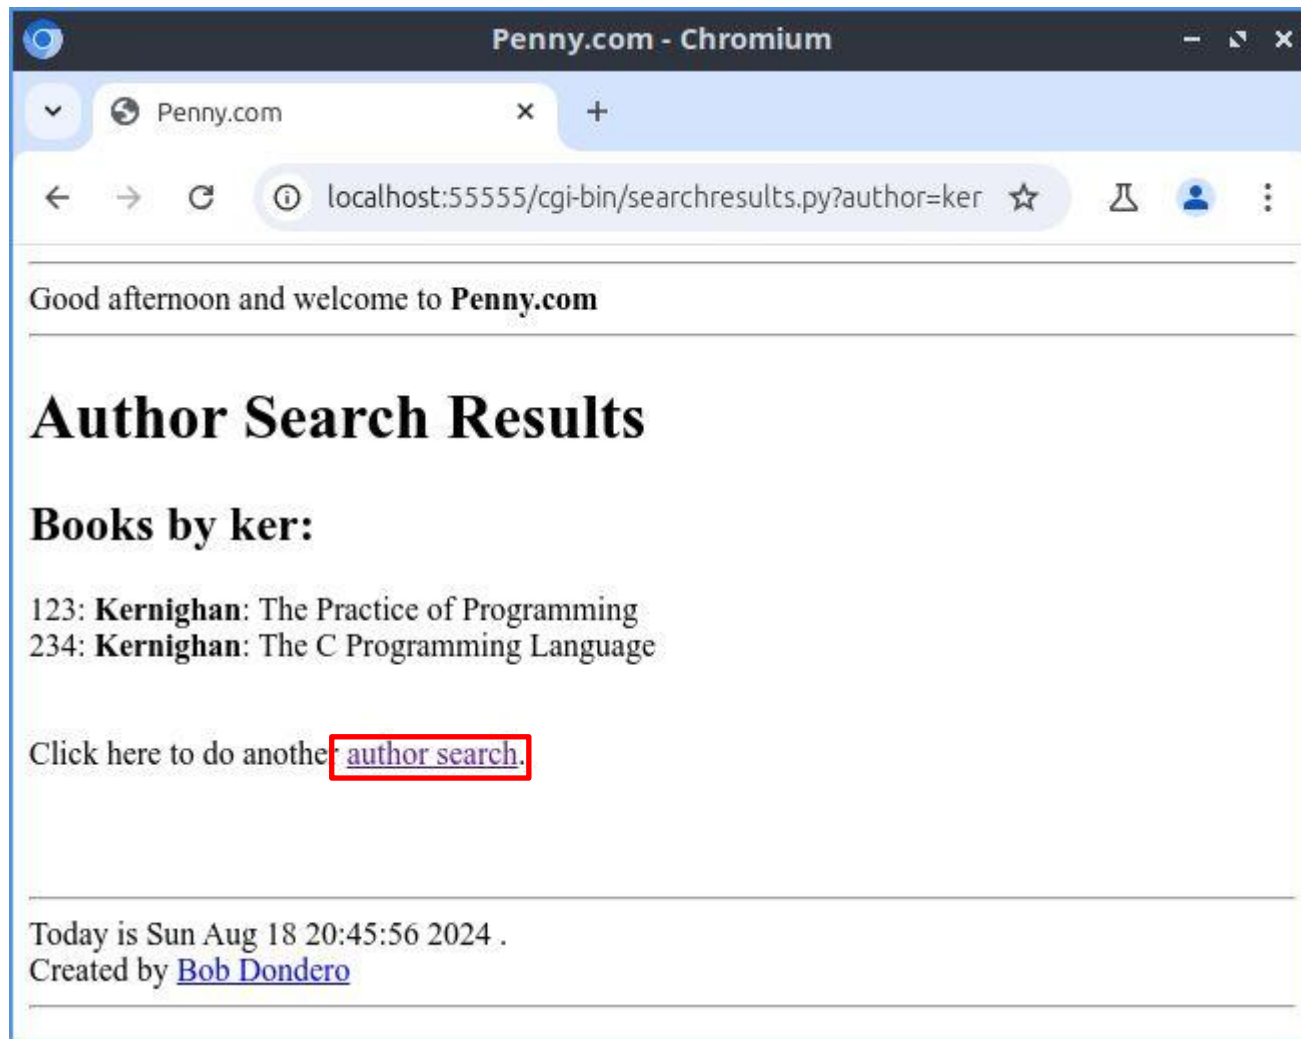 Penny.com - Chromium
Penny.com
localhost:55555/cgi-bin/searchresults.py?author=ker
Good afternoon and welcome to Penny.com
Author Search Results
Books by ker:
123: Kernighan: The Practice of Programming
234: Kernighan: The C Programming Language
Click here to do another author search.
Today is Sun Aug 18 20:45:56 2024 .
Created by Bob Dondero